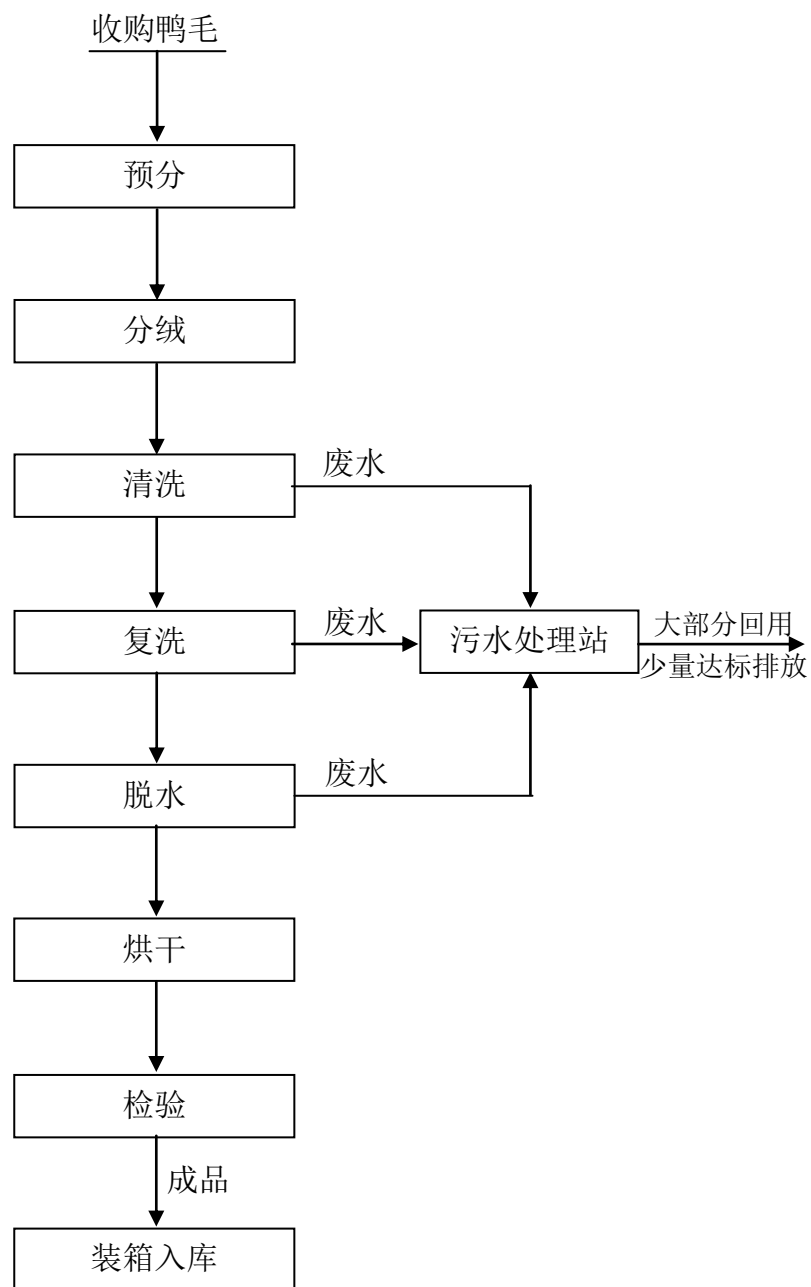 收购鸭毛
预分
分绒
清洗
废水
复洗
废水
污水处理站
大部分回用
少量达标排放
脱水
废水
烘干
检验
成品
装箱入库